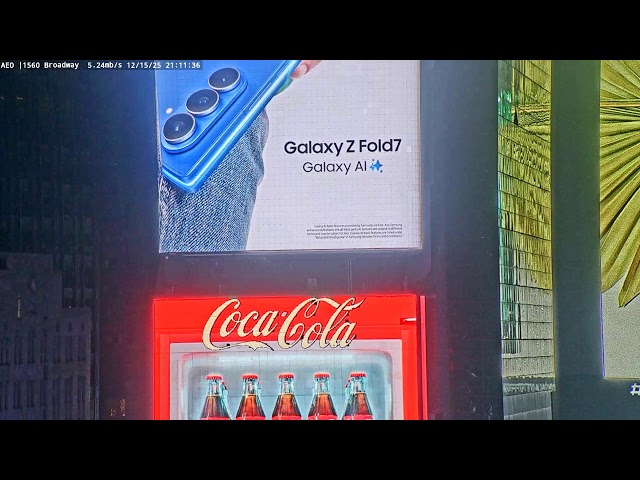 AEO |1560 Broadway 5.24mb/s 12/15/25 21:11:36
Galaxy Z Fold7
Galaxy AI
Coca-Cola
#